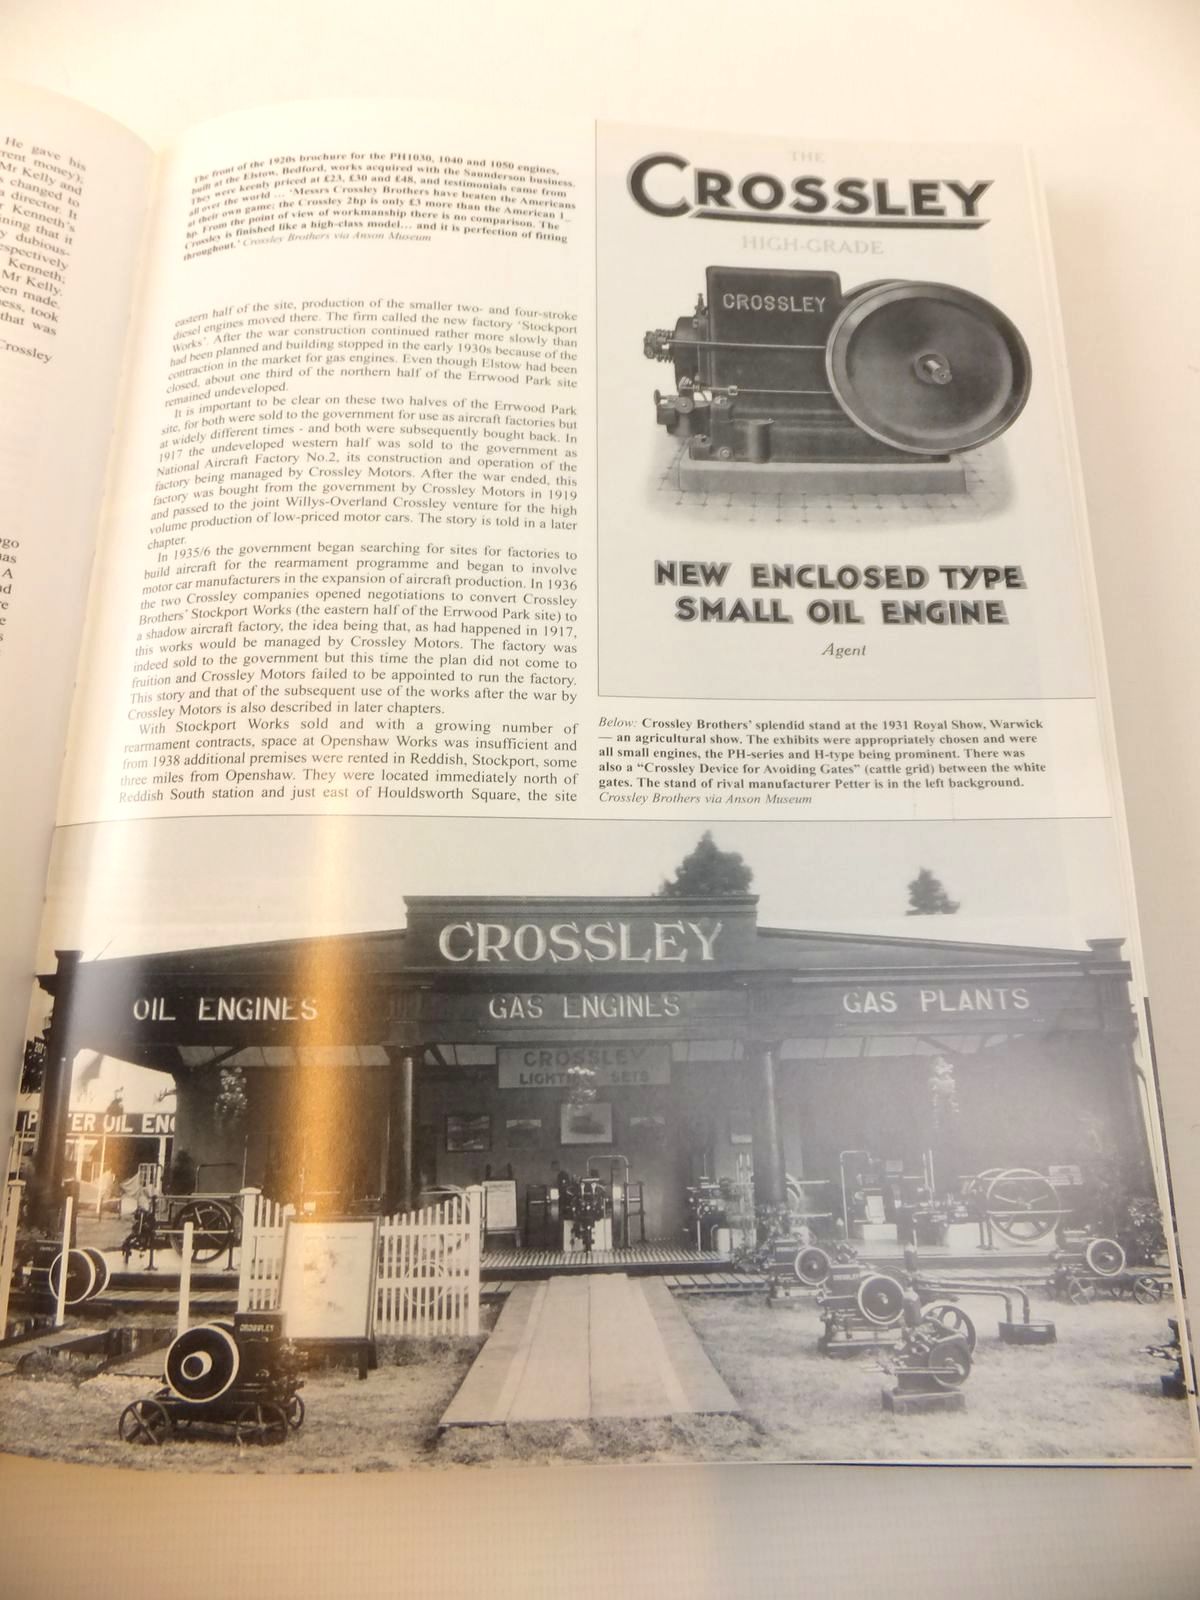 He gave his
rent money);
Mr Kelly and
s changed to
a director. It
r Kenneth's
ning that it
y dubious-
espectively
Kenneth;
Mr Kelly.
en made.
ess, took
that was
Crossley
The front of the 1920s brochure for the PH1030, 1040 and 1050 engines,
built at the Elstow, Bedford, works acquired with the Saunderson business.
They were keenly priced at £23, £30 and £48, and testimonials came from
all over the world ... 'Messrs Crossley Brothers have beaten the Americans
at their own game; the Crossley 2hp is only £3 more than the American 1_
hp. From the point of view of workmanship there is no comparison. The
Crossley is finished like a high-class model... and it is perfection of fitting
throughout.' Crossley Brothers via Anson Museum
eastern half of the site, production of the smaller two- and four-stroke
diesel engines moved there. The firm called the new factory 'Stockport
Works'. After the war construction continued rather more slowly than
had been planned and building stopped in the early 1930s because of the
contraction in the market for gas engines. Even though Elstow had been
closed, about one third of the northern half of the Errwood Park site
remained undeveloped.
It is important to be clear on these two halves of the Errwood Park
site, for both were sold to the government for use as aircraft factories but
at widely different times - and both were subsequently bought back. In
1917 the undeveloped western half was sold to the government as
National Aircraft Factory No.2, its construction and operation of the
factory being managed by Crossley Motors. After the war ended, this
factory was bought from the government by Crossley Motors in 1919
and passed to the joint Willys-Overland Crossley venture for the high
volume production of low-priced motor cars. The story is told in a later
chapter.
In 1935/6 the government began searching for sites for factories to
build aircraft for the rearmament programme and began to involve
motor car manufacturers in the expansion of aircraft production. In 1936
the two Crossley companies opened negotiations to convert Crossley
Brothers' Stockport Works (the eastern half of the Errwood Park site) to
a shadow aircraft factory, the idea being that, as had happened in 1917,
this works would be managed by Crossley Motors. The factory was
indeed sold to the government but this time the plan did not come to
fruition and Crossley Motors failed to be appointed to run the factory.
This story and that of the subsequent use of the works after the war by
Crossley Motors is also described in later chapters.
With Stockport Works sold and with a growing number of
rearmament contracts, space at Openshaw Works was insufficient and
from 1938 additional premises were rented in Reddish, Stockport, some
three miles from Openshaw. They were located immediately north of
Reddish South station and just east of Houldsworth Square, the site
THE
CROSSLEY
HIGH-GRADE
CROSSLEY
NEW ENCLOSED TYPE
SMALL OIL ENGINE
Agent
Below: Crossley Brothers' splendid stand at the 1931 Royal Show, Warwick
— an agricultural show. The exhibits were appropriately chosen and were
all small engines, the PH-series and H-type being prominent. There was
also a "Crossley Device for Avoiding Gates" (cattle grid) between the white
gates. The stand of rival manufacturer Petter is in the left background.
Crossley Brothers via Anson Museum
CROSSLEY
OIL ENGINES GAS ENGINES GAS PLANTS
CROSSLEY
LIGHTING SETS
P TER OIL ENG
CROSSLEY
CROSSLEY